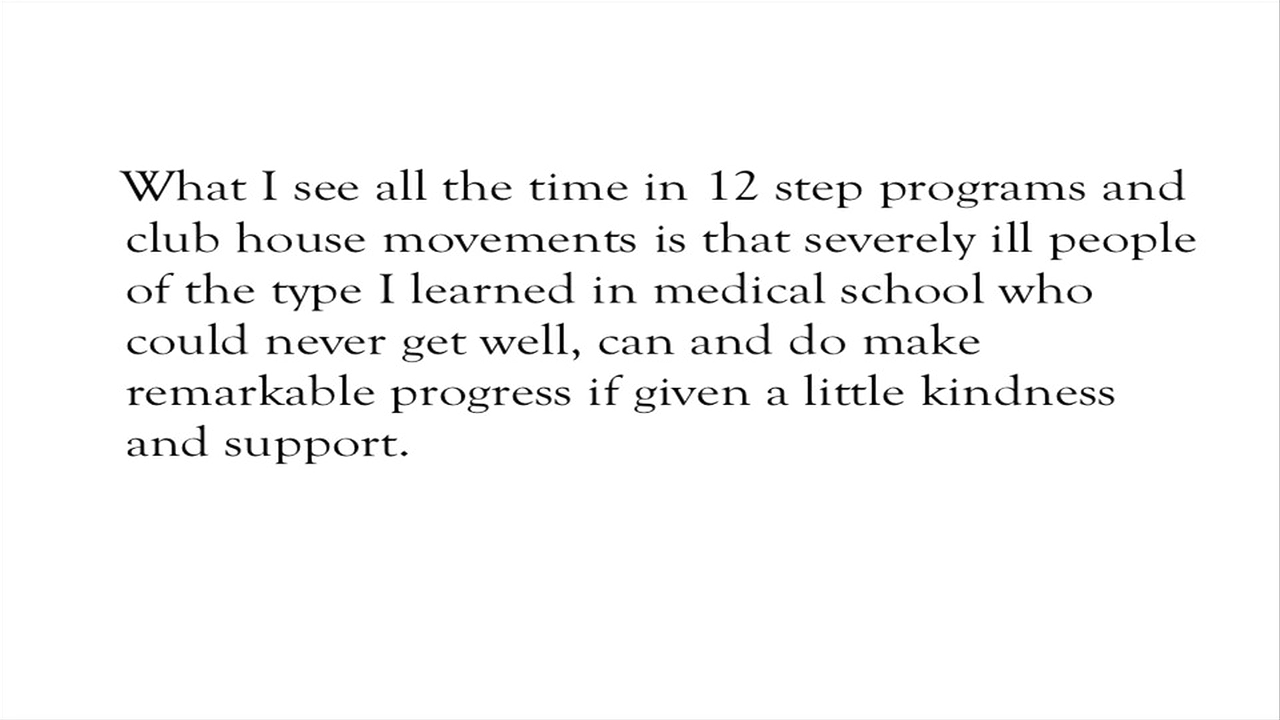 What I see all the time in 12 step programs and
club house movements is that severely ill people
of the type I learned in medical school who
could never get well, can and do make
remarkable progress if given a little kindness
and support.